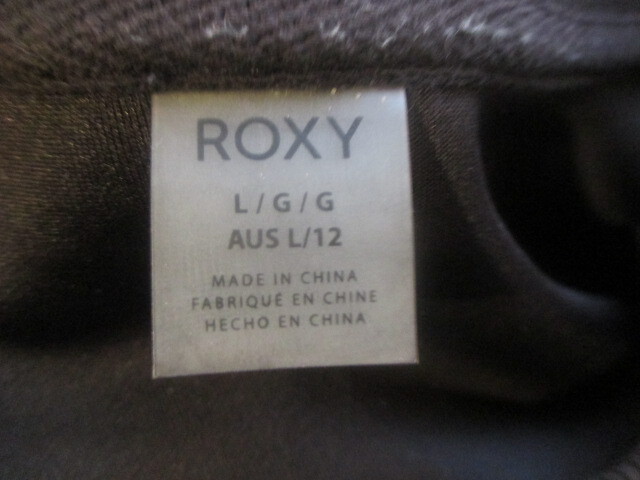 ROXY
L/G/G
AUS L/12
MADE IN CHINA
FABRIQUÉ EN CHINE
HECHO EN CHINA